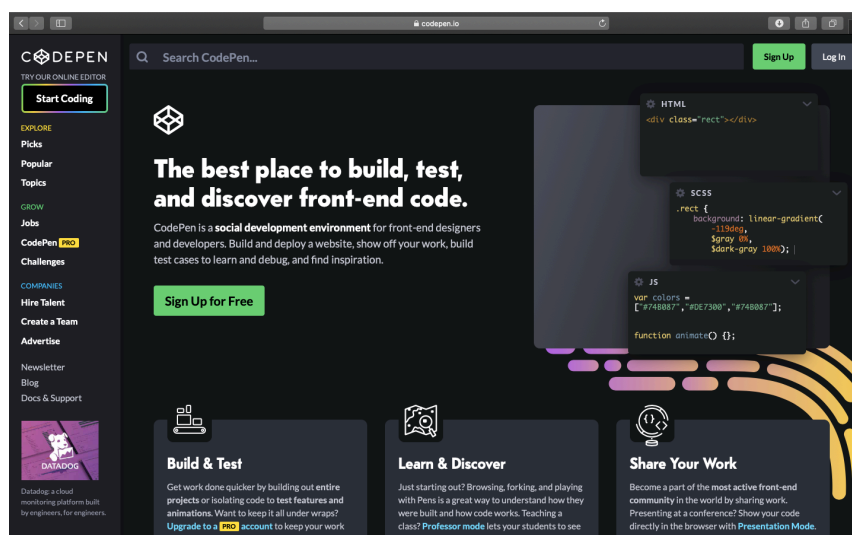 codepen.io
CODEPEN
TRY OUR ONLINE EDITOR
Start Coding
EXPLORE
Picks
Popular
Topics
GROW
Jobs
CodePen PRO
Challenges
COMPANIES
Hire Talent
Create a Team
Advertise
Newsletter
Blog
Docs & Support
DATADOG
Datadog: a cloud
monitoring platform built
by engineers, for engineers.
Search CodePen...
Sign Up
Log In
The best place to build, test,
and discover front-end code.
CodePen is a social development environment for front-end designers
and developers. Build and deploy a website, show off your work, build
test cases to learn and debug, and find inspiration.
Sign Up for Free
HTML
<div class="rect"></div>
SCSS
.rect {
background: linear-gradient(
-119deg,
$gray 0%,
$dark-gray 100%);
JS
var colors =
["#74B087","#DE7300","#74B087"];
function animate() {};
Build & Test
Get work done quicker by building out entire
projects or isolating code to test features and
animations. Want to keep it all under wraps?
Upgrade to a PRO account to keep your work
Learn & Discover
Just starting out? Browsing, forking, and playing
with Pens is a great way to understand how they
were built and how code works. Teaching a
class? Professor mode lets your students to see
Share Your Work
Become a part of the most active front-end
community in the world by sharing work.
Presenting at a conference? Show your code
directly in the browser with Presentation Mode.